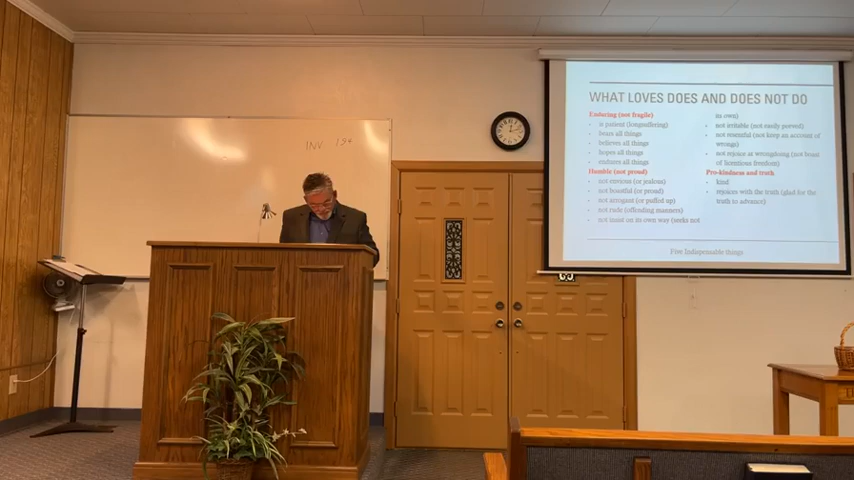 INV 154
WHAT LOVES DOES AND DOES NOT DO
Enduring (not fragile)
- is patient (longsuffering)
- bears all things
- believes all things
- hopes all things
- endures all things
Humble (not proud)
- not envious (or jealous)
- not boastful (or proud)
- not arrogant (or puffed up)
- not rude (offending manners)
- not insist on its own way (seeks not
its own)
- not irritable (not easily peeved)
- not resentful (not keep an account of
wrongs)
- not rejoice at wrongdoing (not boast
of licentious freedom)
Pro-kindness and truth
- kind
- rejoices with the truth (glad for the
truth to advance)
Five Indispensable things